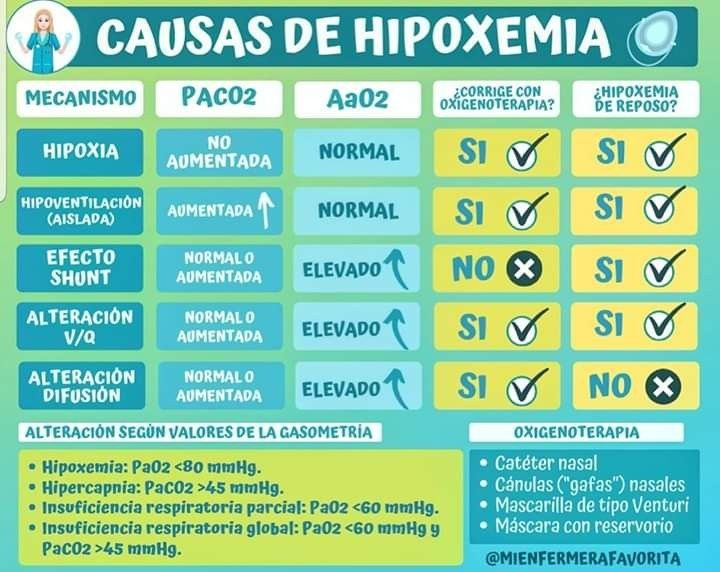 CAUSAS DE HIPOXEMIA
MECANISMO PACO2 AaO2 ¿CORRIGE CON OXIGENOTERAPIA? ¿HIPOXEMIA DE REPOSO?
HIPOXIA NO AUMENTADA NORMAL SI SI
HIPOVENTILACIÓN (AISLADA) AUMENTADA NORMAL SI SI
EFECTO SHUNT NORMAL O AUMENTADA ELEVADO NO SI
ALTERACIÓN V/Q NORMAL O AUMENTADA ELEVADO SI SI
ALTERACIÓN DIFUSIÓN NORMAL O AUMENTADA ELEVADO SI NO
ALTERACIÓN SEGÚN VALORES DE LA GASOMETRÍA
• Hipoxemia: PaO2 <80 mmHg.
• Hipercapnia: PaCO2 >45 mmHg.
• Insuficiencia respiratoria parcial: PaO2 <60 mmHg.
• Insuficiencia respiratoria global: PaO2 <60 mmHg y
PaCO2 >45 mmHg.
OXIGENOTERAPIA
• Catéter nasal
• Cánulas ("gafas") nasales
• Mascarilla de tipo Venturi
• Máscara con reservorio
@MIENFERMERAFAVORITA